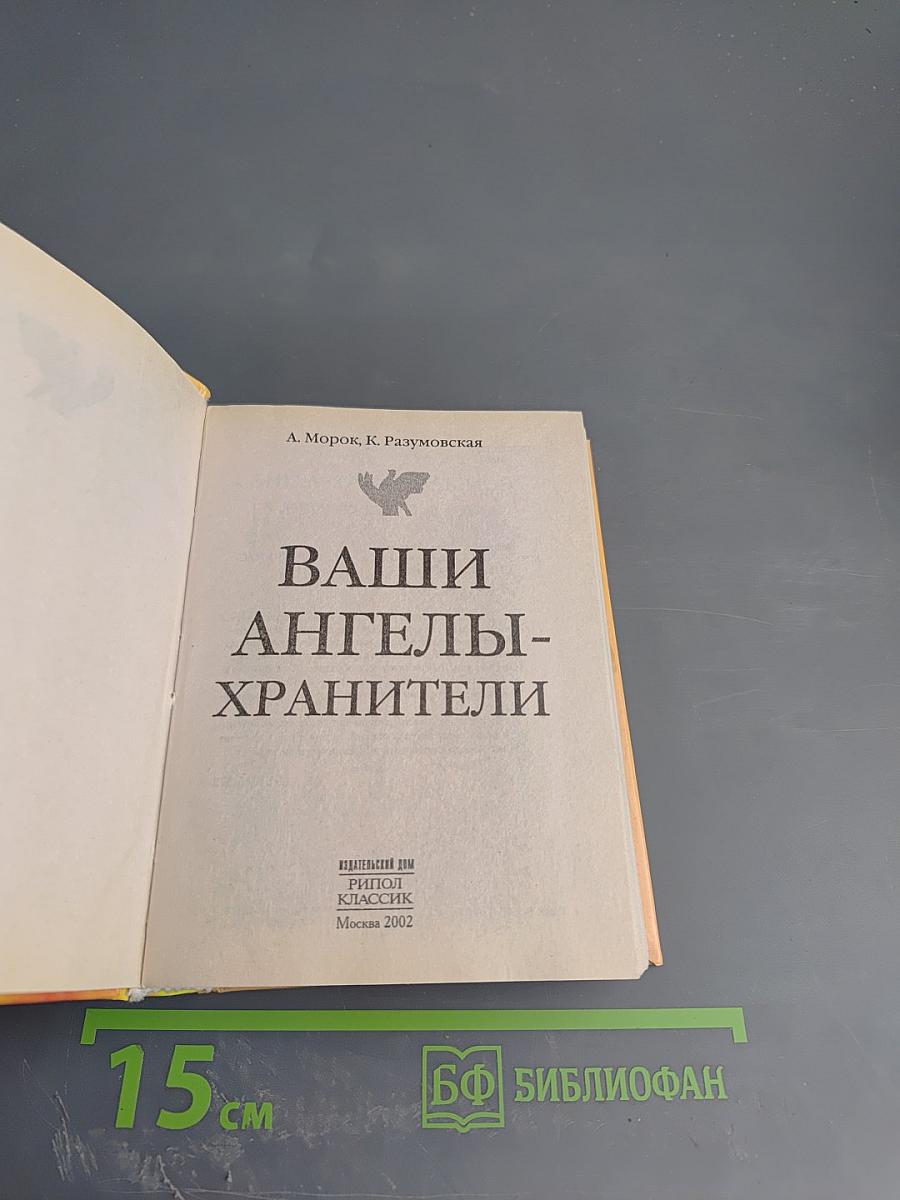 А. Морок, К. Разумовская
ВАШИ
АНГЕЛЫ-
ХРАНИТЕЛИ
ИЗДАТЕЛЬСКИЙ ДОМ
РИПОЛ
КЛАССИК
Москва 2002
15 см
БФ БИБЛИОФАН